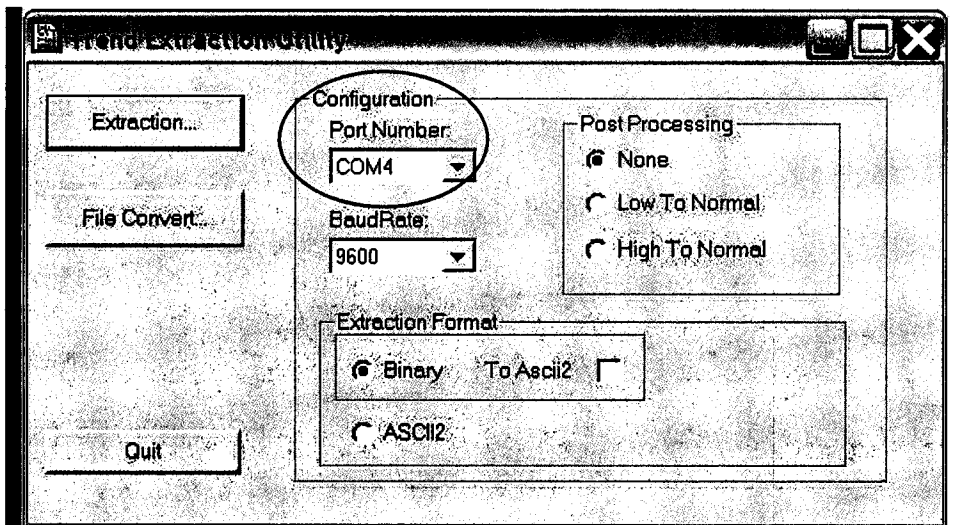 Trend Extraction Utility
Extraction...
File Convert...
Quit
Configuration
Port Number:
COM4
BaudRate:
9600
Post Processing
None
Low To Normal
High To Normal
Extraction Format
Binary To Ascii2
ASCII2